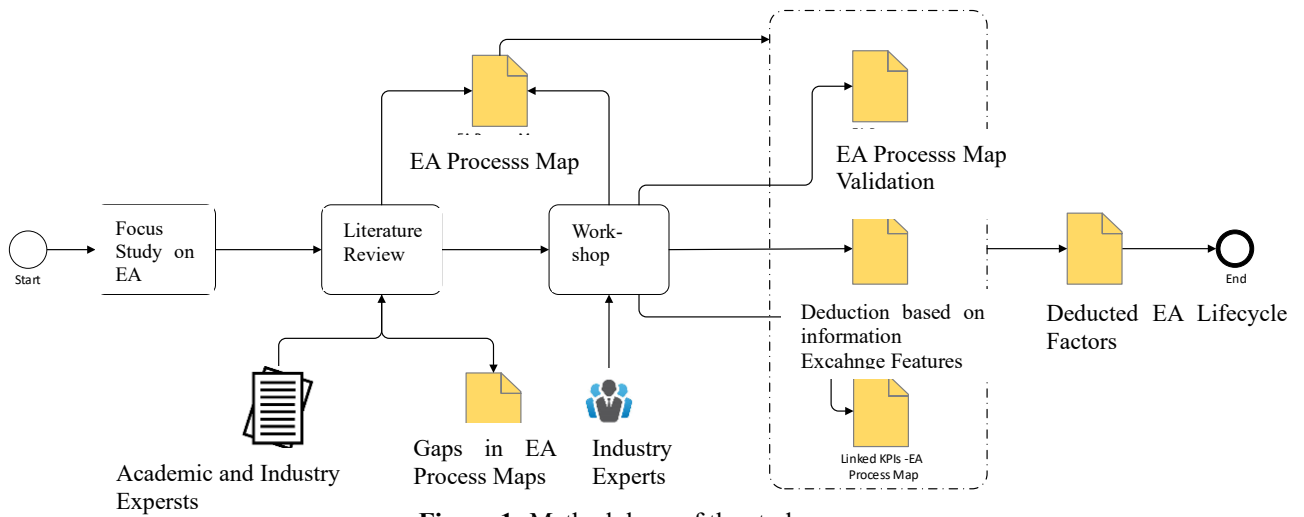 EA Processs Map
EA Processs Map
Validation
Focus
Study on
EA
Literature
Review
Work-
shop
Start
End
Deduction based on
information
Excahnge Features
Deducted EA Lifecycle
Factors
Gaps in EA
Process Maps
Industry
Experts
Academic and Industry
Expersts
Linked KPIs -EA
Process Map